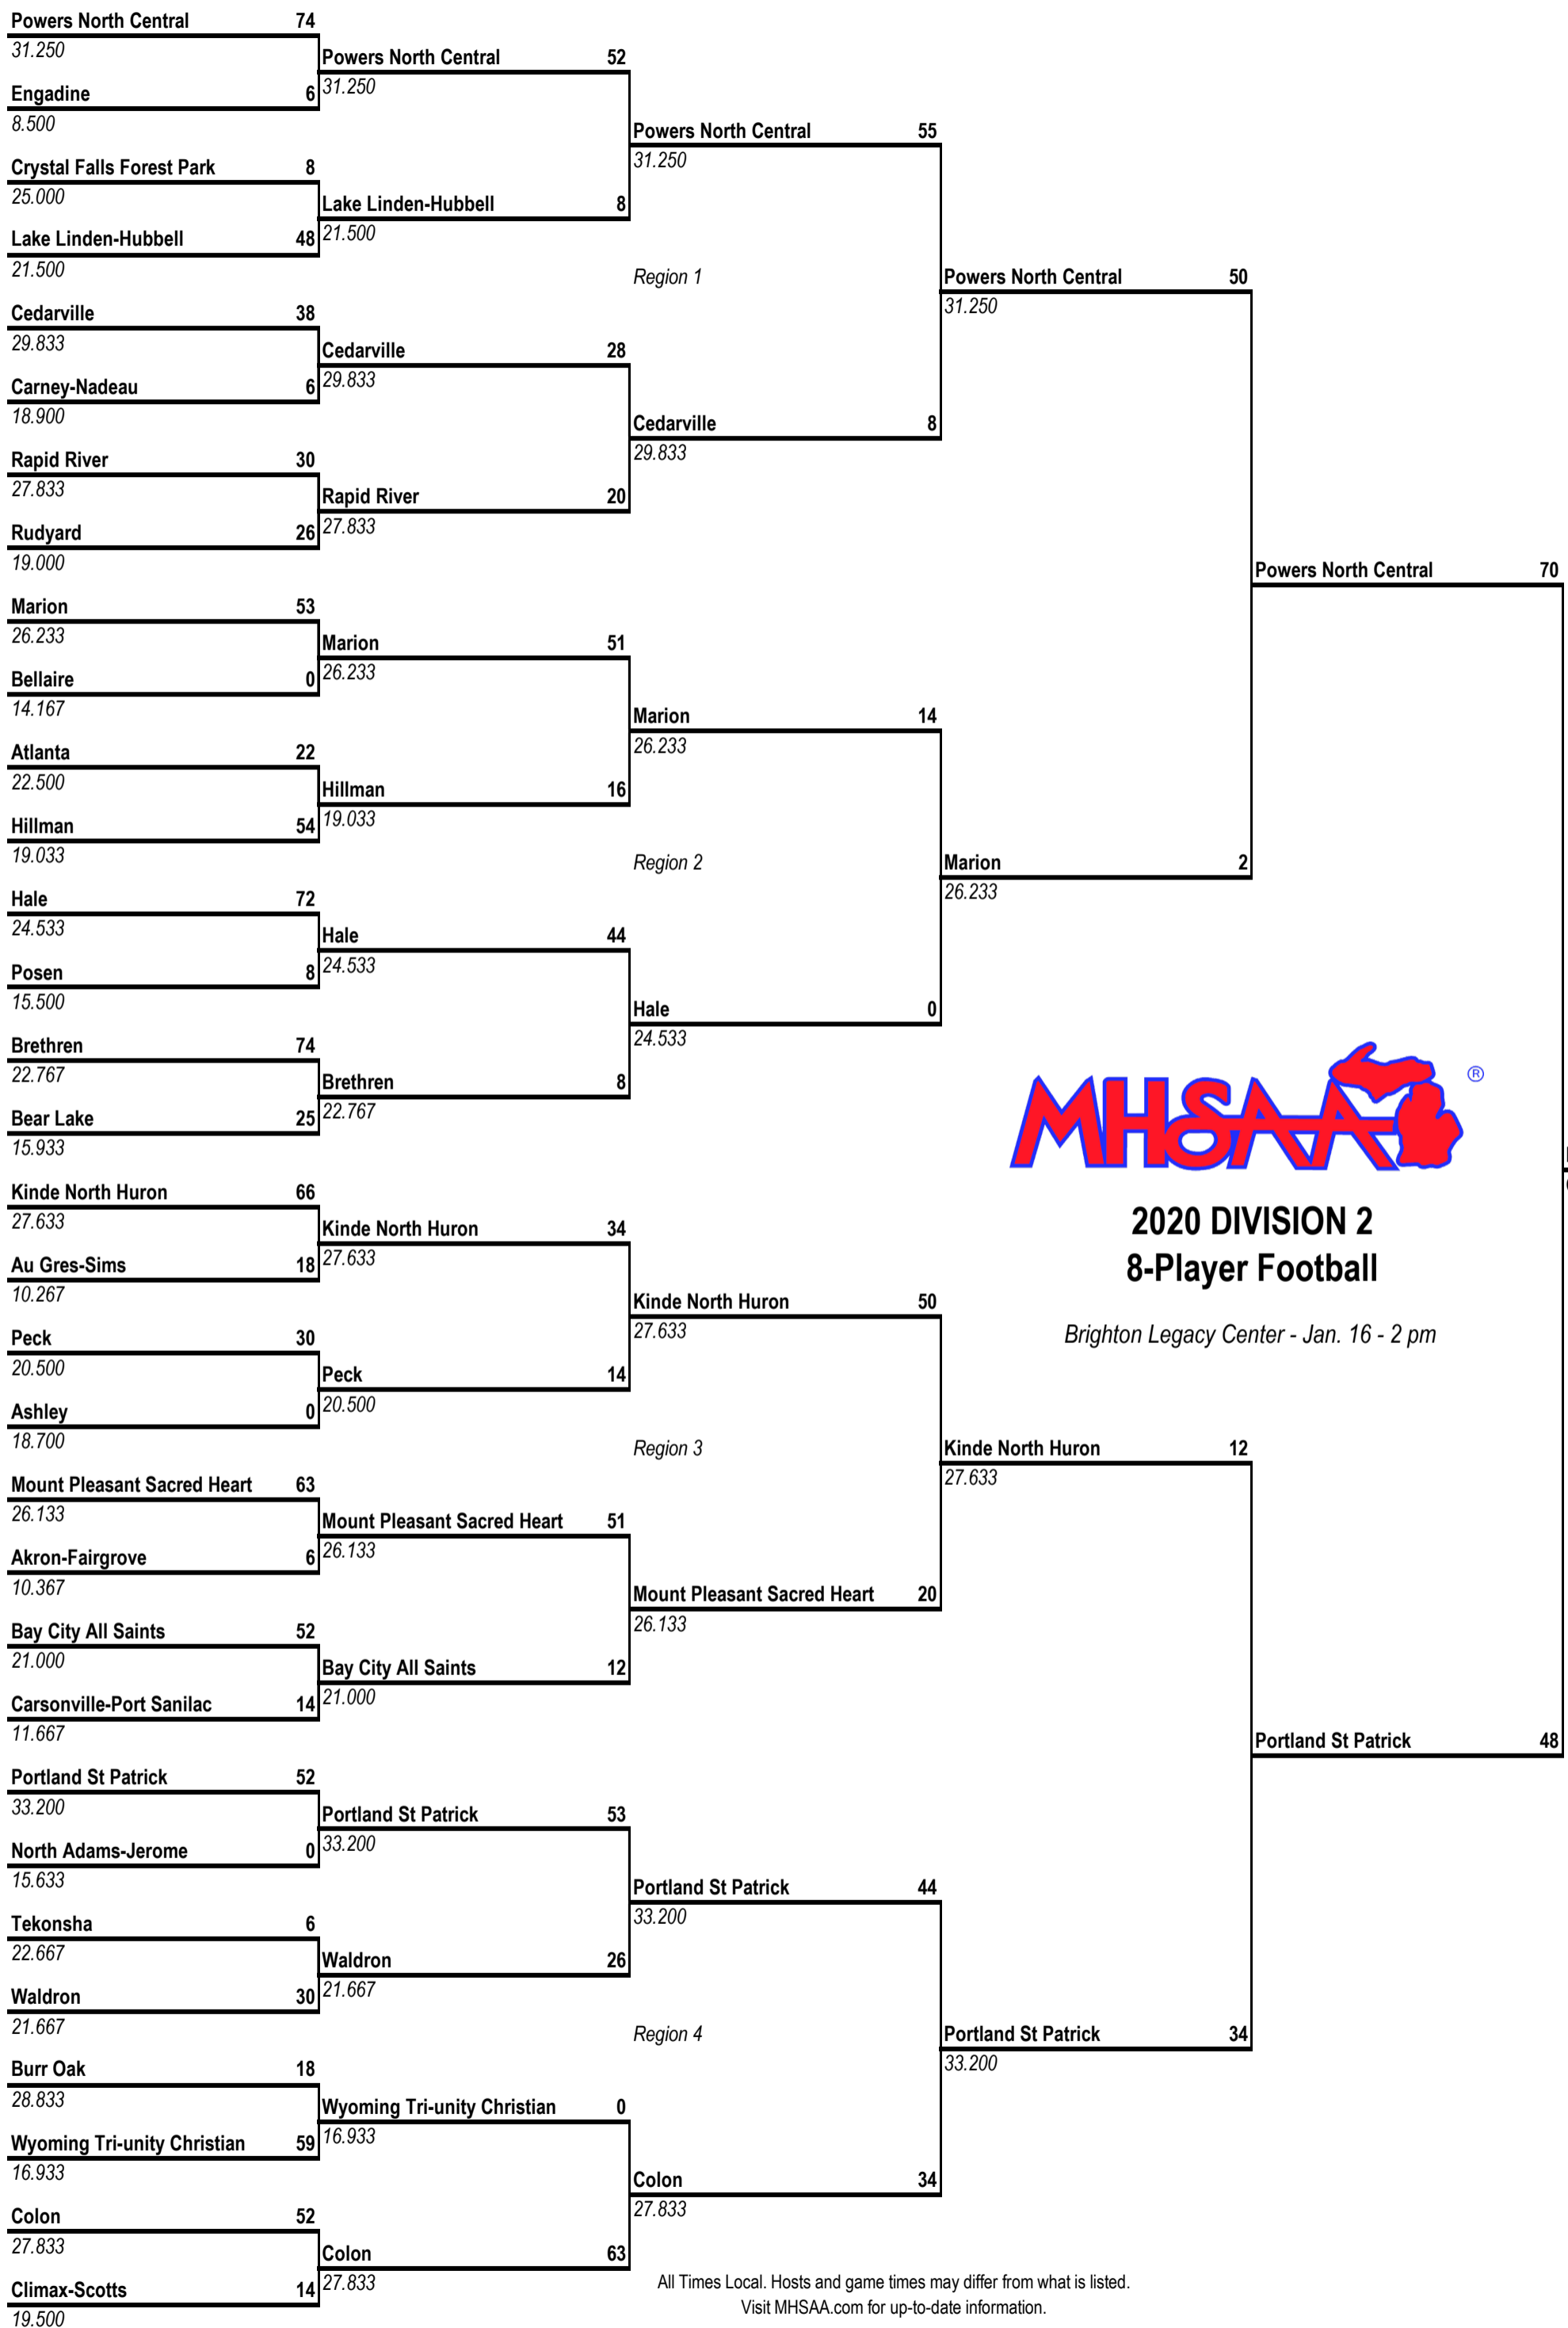 Powers North Central 74
31.250
Engadine 6
8.500
Crystal Falls Forest Park 8
25.000
Lake Linden-Hubbell 48
21.500
Cedarville 38
29.833
Carney-Nadeau 6
18.900
Rapid River 30
27.833
Rudyard 26
19.000
Marion 53
26.233
Bellaire 0
14.167
Atlanta 22
22.500
Hillman 54
19.033
Hale 72
24.533
Posen 8
15.500
Brethren 74
22.767
Bear Lake 25
15.933
Kinde North Huron 66
27.633
Au Gres-Sims 18
10.267
Peck 30
20.500
Ashley 0
18.700
Mount Pleasant Sacred Heart 63
26.133
Akron-Fairgrove 6
10.367
Bay City All Saints 52
21.000
Carsonville-Port Sanilac 14
11.667
Portland St Patrick 52
33.200
North Adams-Jerome 0
15.633
Tekonsha 6
22.667
Waldron 30
21.667
Burr Oak 18
28.833
Wyoming Tri-unity Christian 59
16.933
Colon 52
27.833
Climax-Scotts 14
19.500
Powers North Central 52
31.250
Lake Linden-Hubbell 8
21.500
Cedarville 28
29.833
Rapid River 20
27.833
Marion 51
26.233
Hillman 16
19.033
Hale 44
24.533
Brethren 8
22.767
Kinde North Huron 34
27.633
Peck 14
20.500
Mount Pleasant Sacred Heart 51
26.133
Bay City All Saints 12
21.000
Portland St Patrick 53
33.200
Waldron 26
21.667
Wyoming Tri-unity Christian 0
16.933
Colon 63
27.833
Powers North Central 55
31.250
Region 1
Cedarville 8
29.833
Marion 14
26.233
Region 2
Hale 0
24.533
Kinde North Huron 50
27.633
Region 3
Mount Pleasant Sacred Heart 20
26.133
Portland St Patrick 44
33.200
Region 4
Colon 34
27.833
Powers North Central 50
31.250
Marion 2
26.233
Kinde North Huron 12
27.633
Portland St Patrick 34
33.200
Powers North Central 70
Portland St Patrick 48
MHSAA ®
2020 DIVISION 2
8-Player Football
Brighton Legacy Center - Jan. 16 - 2 pm
All Times Local. Hosts and game times may differ from what is listed.
Visit MHSAA.com for up-to-date information.